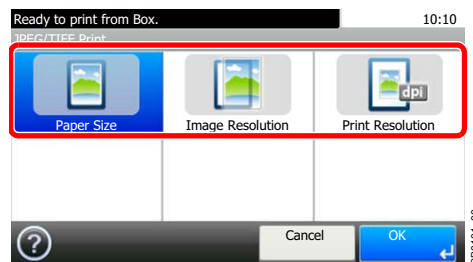 Ready to print from Box.
10:10
JPEG/TIFF Print
dpi
Paper Size
Image Resolution
Print Resolution
?
Cancel
OK